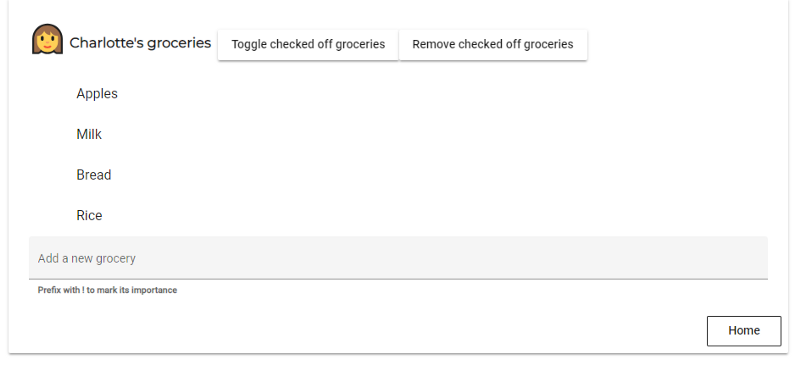 Charlotte's groceries Toggle checked off groceries Remove checked off groceries
Apples
Milk
Bread
Rice
Add a new grocery
Prefix with ! to mark its importance
Home